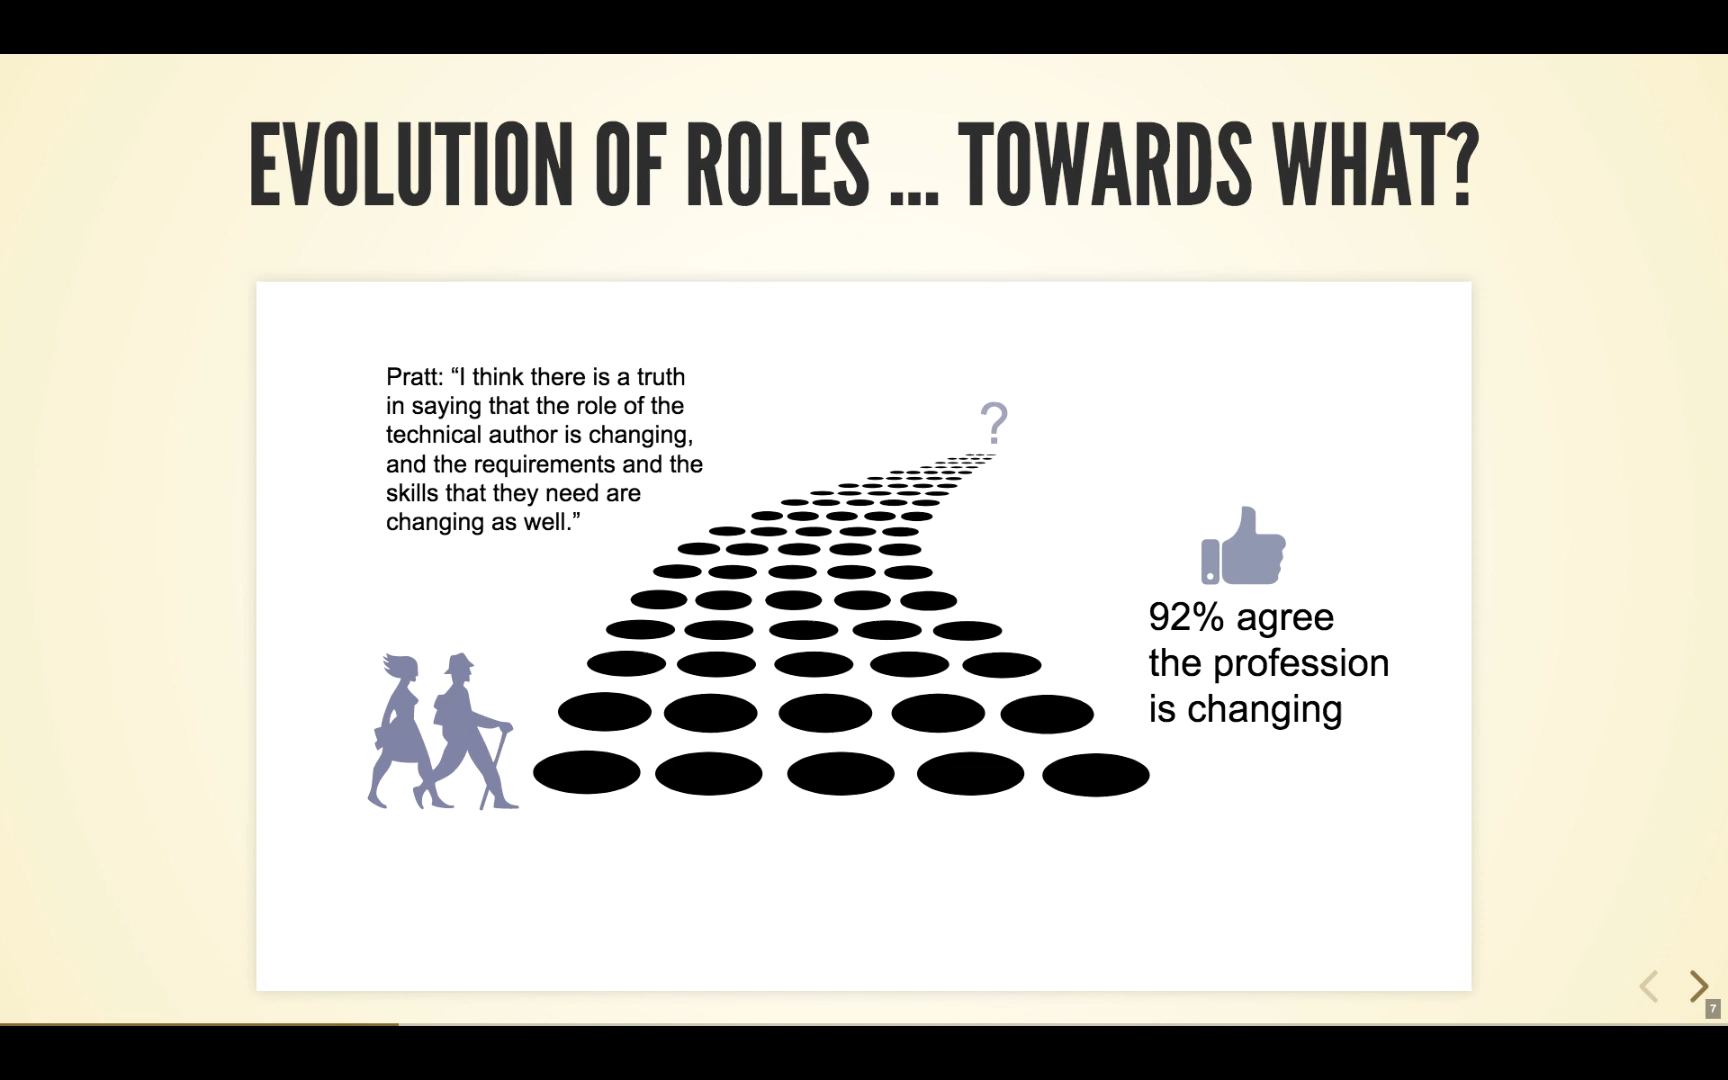 EVOLUTION OF ROLES ... TOWARDS WHAT?
Pratt: “I think there is a truth
in saying that the role of the
technical author is changing,
and the requirements and the
skills that they need are
changing as well.”
?
92% agree
the profession
is changing
7